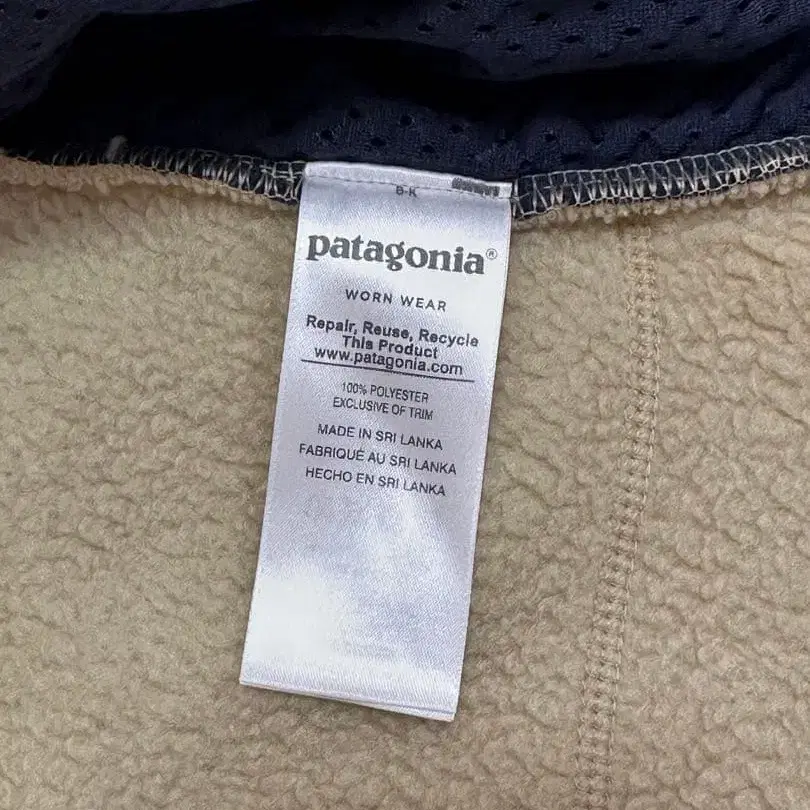 B-K
patagonia®
WORN WEAR
Repair, Reuse, Recycle
This Product
www.patagonia.com
100% POLYESTER
EXCLUSIVE OF TRIM
MADE IN SRI LANKA
FABRIQUÉ AU SRI LANKA
HECHO EN SRI LANKA